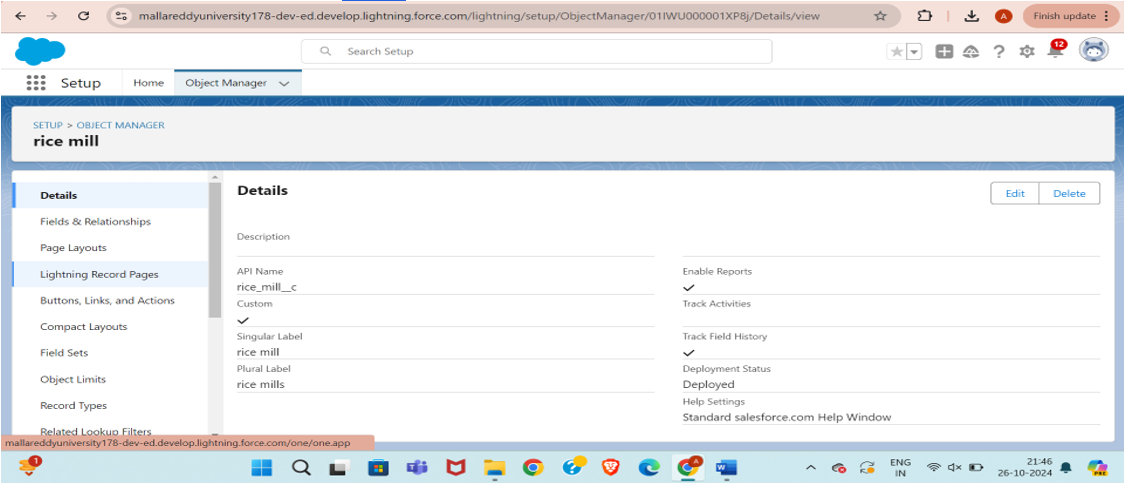 mallareddyuniversity178-dev-ed.develop.lightning.force.com/lightning/setup/ObjectManager/01IWU000001XP8j/Details/view
A
Finish update
Search Setup
12
Setup
Home
Object Manager
SETUP > OBJECT MANAGER
rice mill
Details
Fields & Relationships
Page Layouts
Lightning Record Pages
Buttons, Links, and Actions
Compact Layouts
Field Sets
Object Limits
Record Types
Related Lookup Filters
Details
Edit
Delete
Description
API Name
rice_mill__c
Custom
Singular Label
rice mill
Plural Label
rice mills
Enable Reports
Track Activities
Track Field History
Deployment Status
Deployed
Help Settings
Standard salesforce.com Help Window
mallareddyuniversity178-dev-ed.develop.lightning.force.com/one/one.app
1
ENG
IN
21:46
26-10-2024